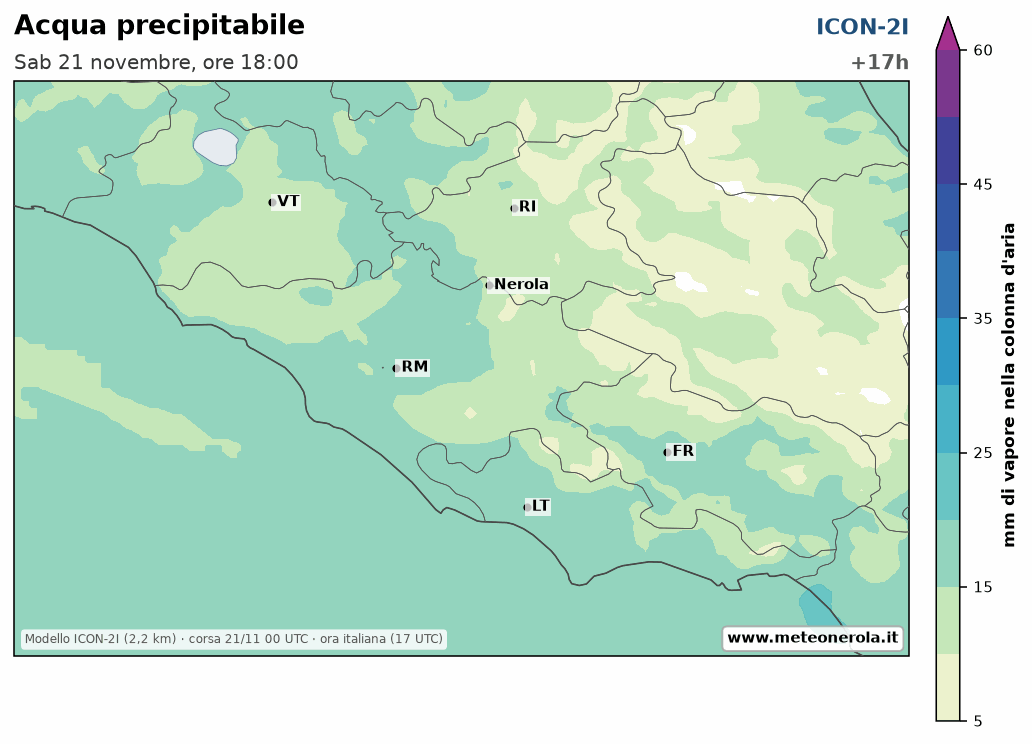 Acqua precipitabile
ICON-2I
Sab 21 novembre, ore 18:00
+17h
60
45
35
25
15
5
mm di vapore nella colonna d'aria
VT
RI
Nerola
RM
FR
LT
Modello ICON-2I (2,2 km) · corsa 21/11 00 UTC · ora italiana (17 UTC)
www.meteonerola.it